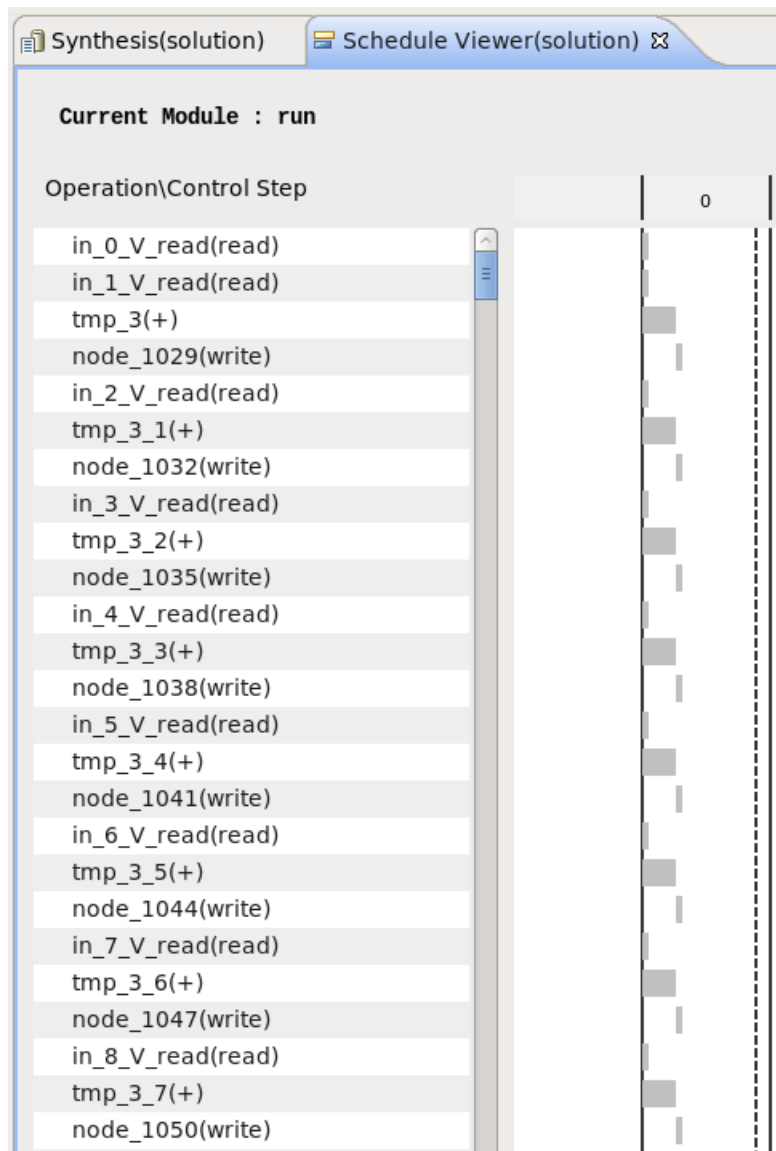 Synthesis(solution) Schedule Viewer(solution)
Current Module : run
Operation\Control Step 0
in_0_V_read(read)
in_1_V_read(read)
tmp_3(+)
node_1029(write)
in_2_V_read(read)
tmp_3_1(+)
node_1032(write)
in_3_V_read(read)
tmp_3_2(+)
node_1035(write)
in_4_V_read(read)
tmp_3_3(+)
node_1038(write)
in_5_V_read(read)
tmp_3_4(+)
node_1041(write)
in_6_V_read(read)
tmp_3_5(+)
node_1044(write)
in_7_V_read(read)
tmp_3_6(+)
node_1047(write)
in_8_V_read(read)
tmp_3_7(+)
node_1050(write)